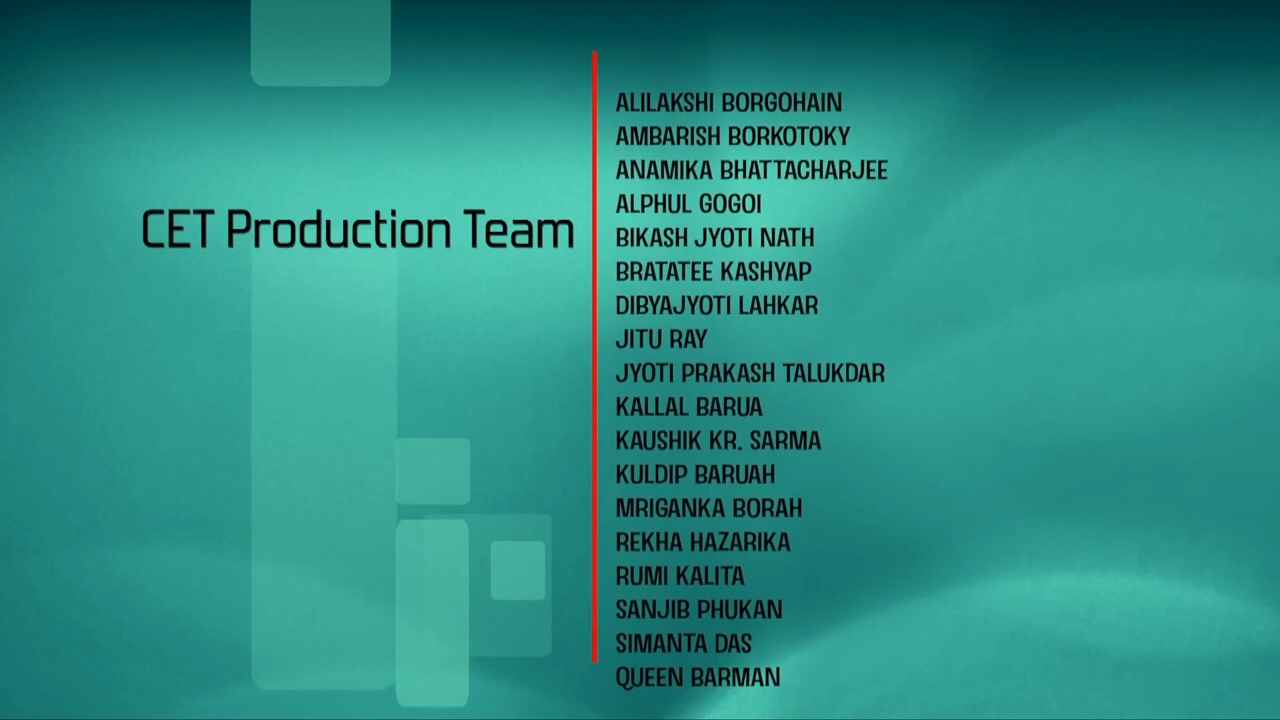 CET Production Team
ALILAKSHI BORGOHAIN
AMBARISH BORKOTOKY
ANAMIKA BHATTACHARJEE
ALPHUL GOGOI
BIKASH JYOTI NATH
BRATATEE KASHYAP
DIBYAJYOTI LAHKAR
JITU RAY
JYOTI PRAKASH TALUKDAR
KALLAL BARUA
KAUSHIK KR. SARMA
KULDIP BARUAH
MRIGANKA BORAH
REKHA HAZARIKA
RUMI KALITA
SANJIB PHUKAN
SIMANTA DAS
QUEEN BARMAN